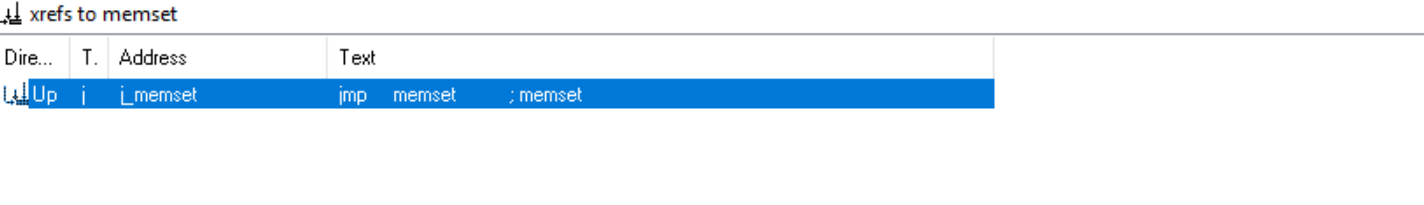 xrefs to memset
Dire... T. Address Text
Up j j_memset jmp memset ; memset